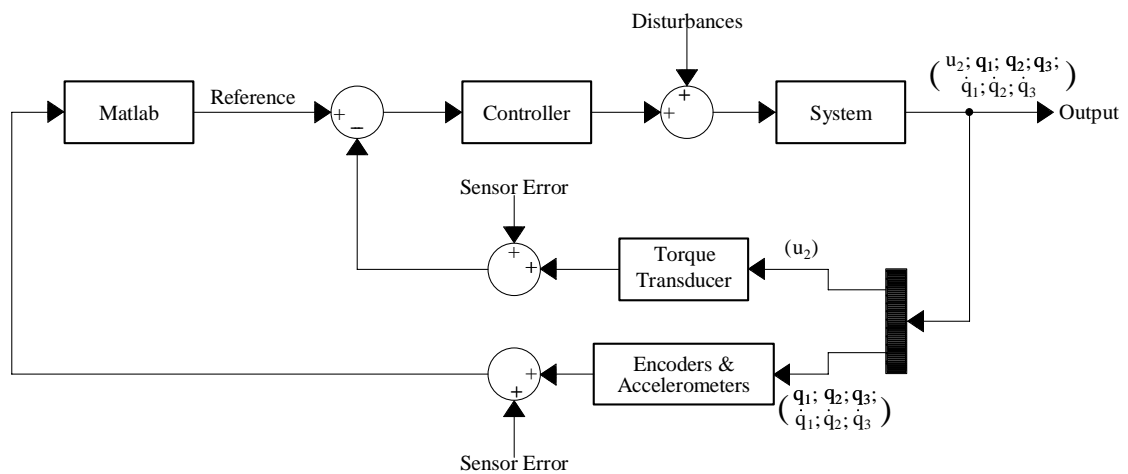 Disturbances
(u₂; q₁; q₂; q₃;
q̇₁; q̇₂; q̇₃)
Matlab
Reference
+
−
Controller
+
+
System
Output
Sensor Error
+
+
Torque
Transducer
(u₂)
+
+
Encoders &
Accelerometers
(q₁; q₂; q₃;
q̇₁; q̇₂; q̇₃)
Sensor Error